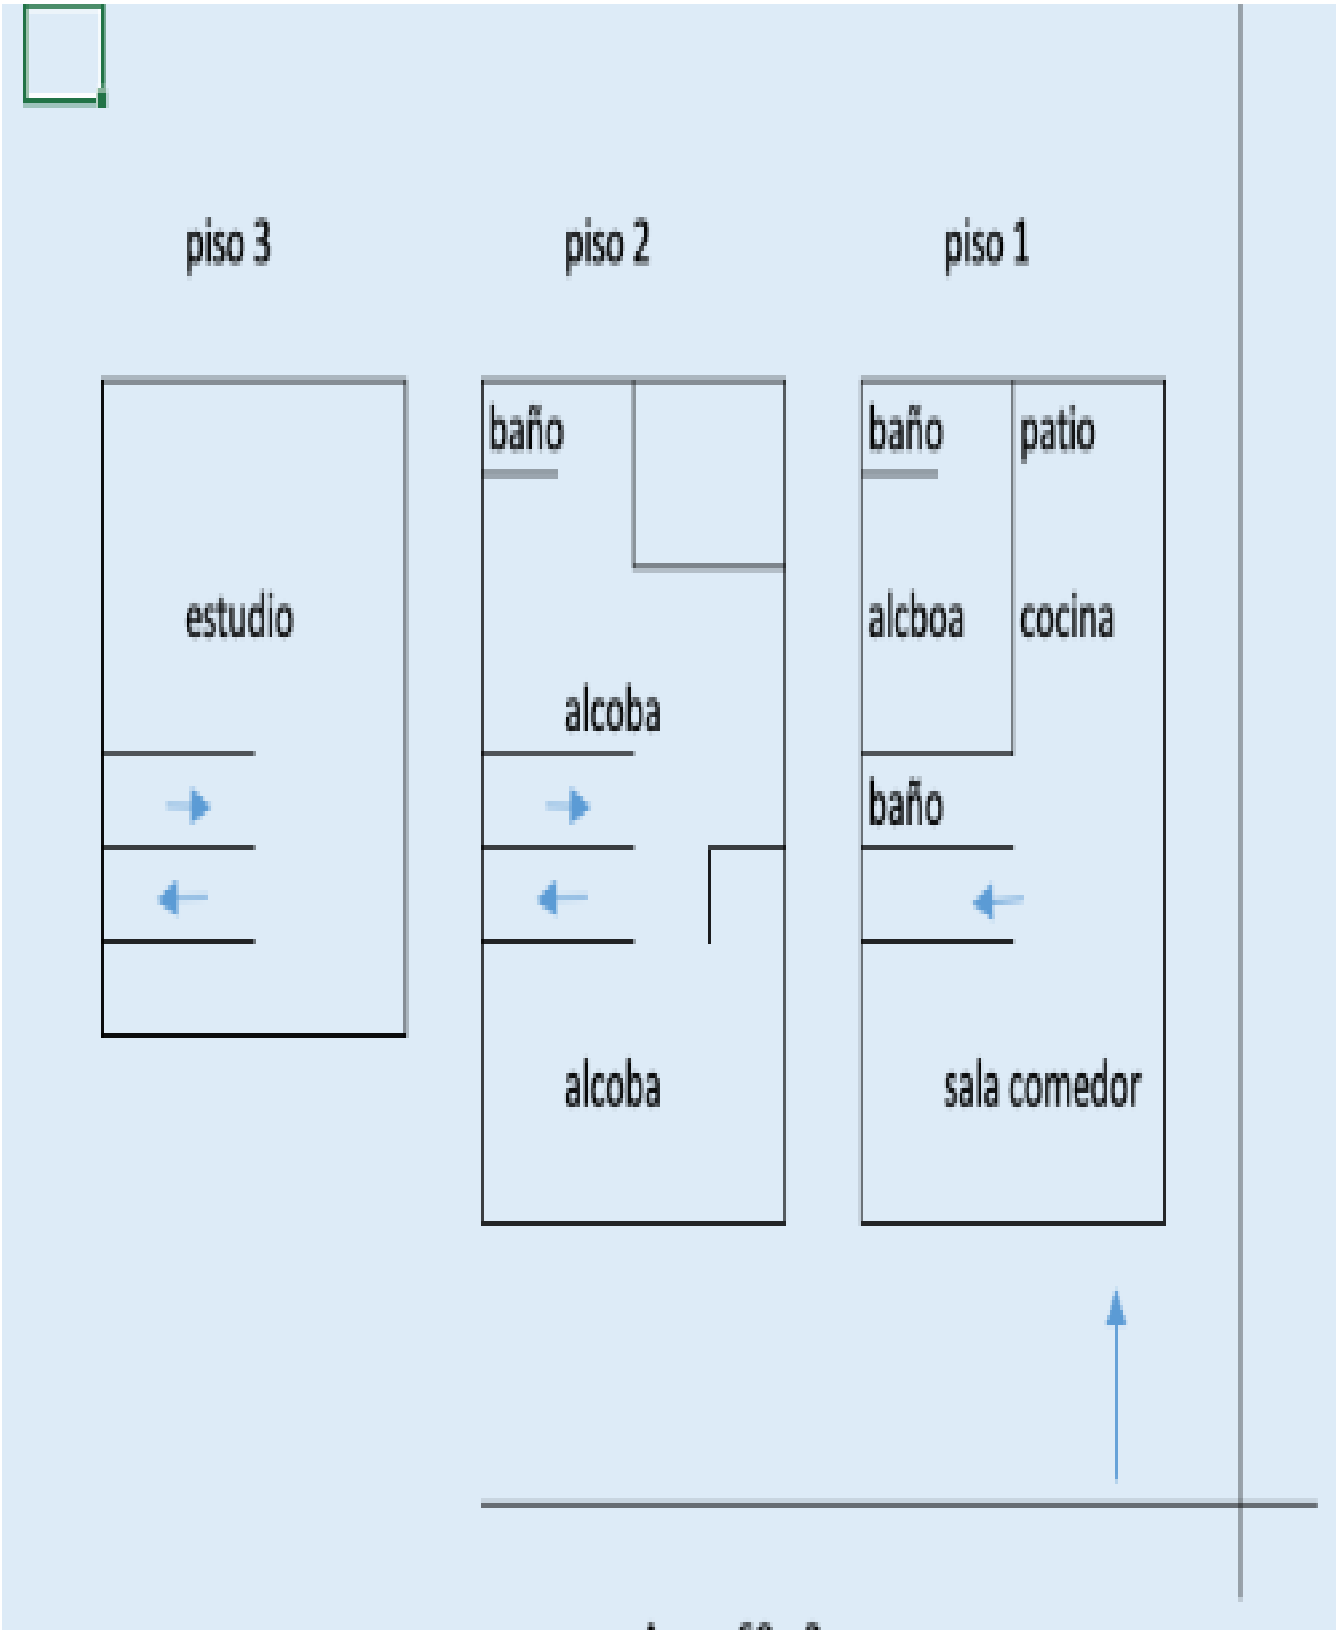 piso 3
piso 2
piso 1
baño
baño
patio
estudio
alcboa
cocina
alcoba
baño
alcoba
sala comedor